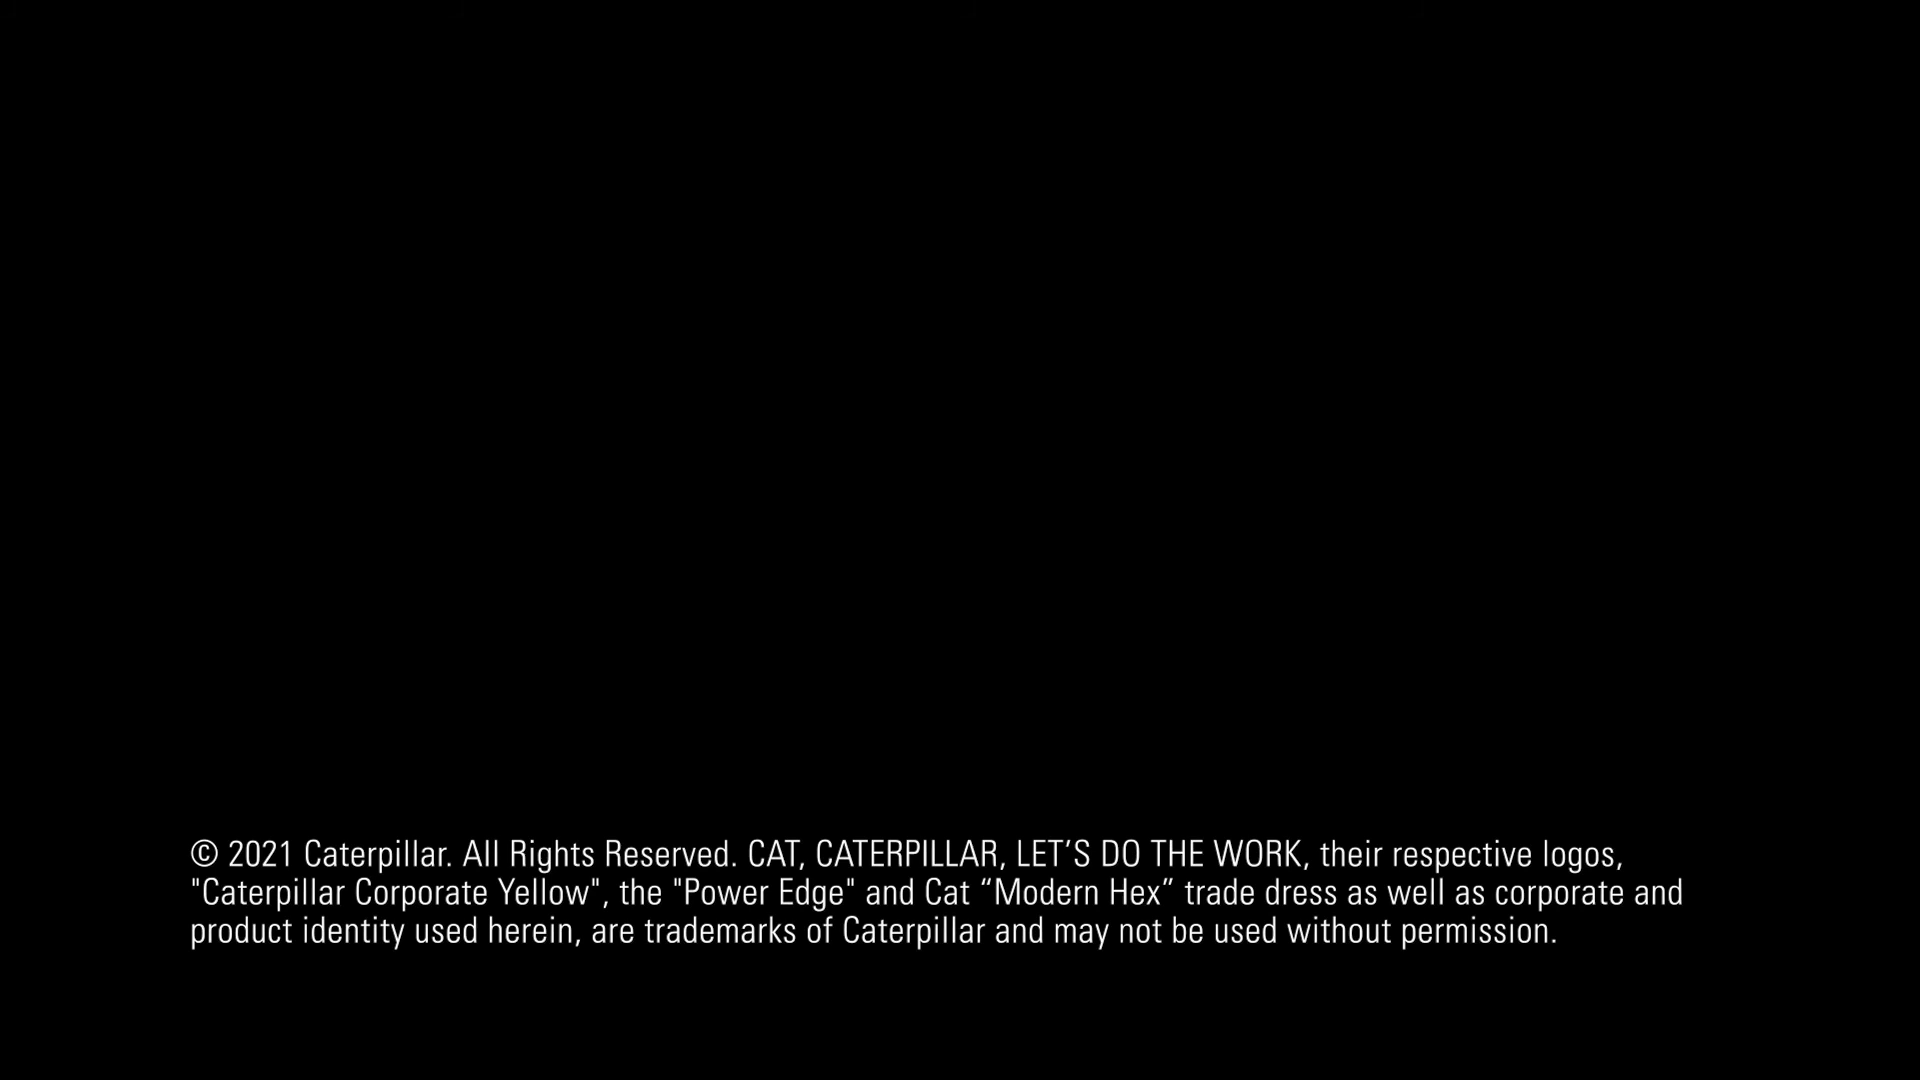 © 2021 Caterpillar. All Rights Reserved. CAT, CATERPILLAR, LET’S DO THE WORK, their respective logos,
"Caterpillar Corporate Yellow", the "Power Edge" and Cat “Modern Hex” trade dress as well as corporate and
product identity used herein, are trademarks of Caterpillar and may not be used without permission.